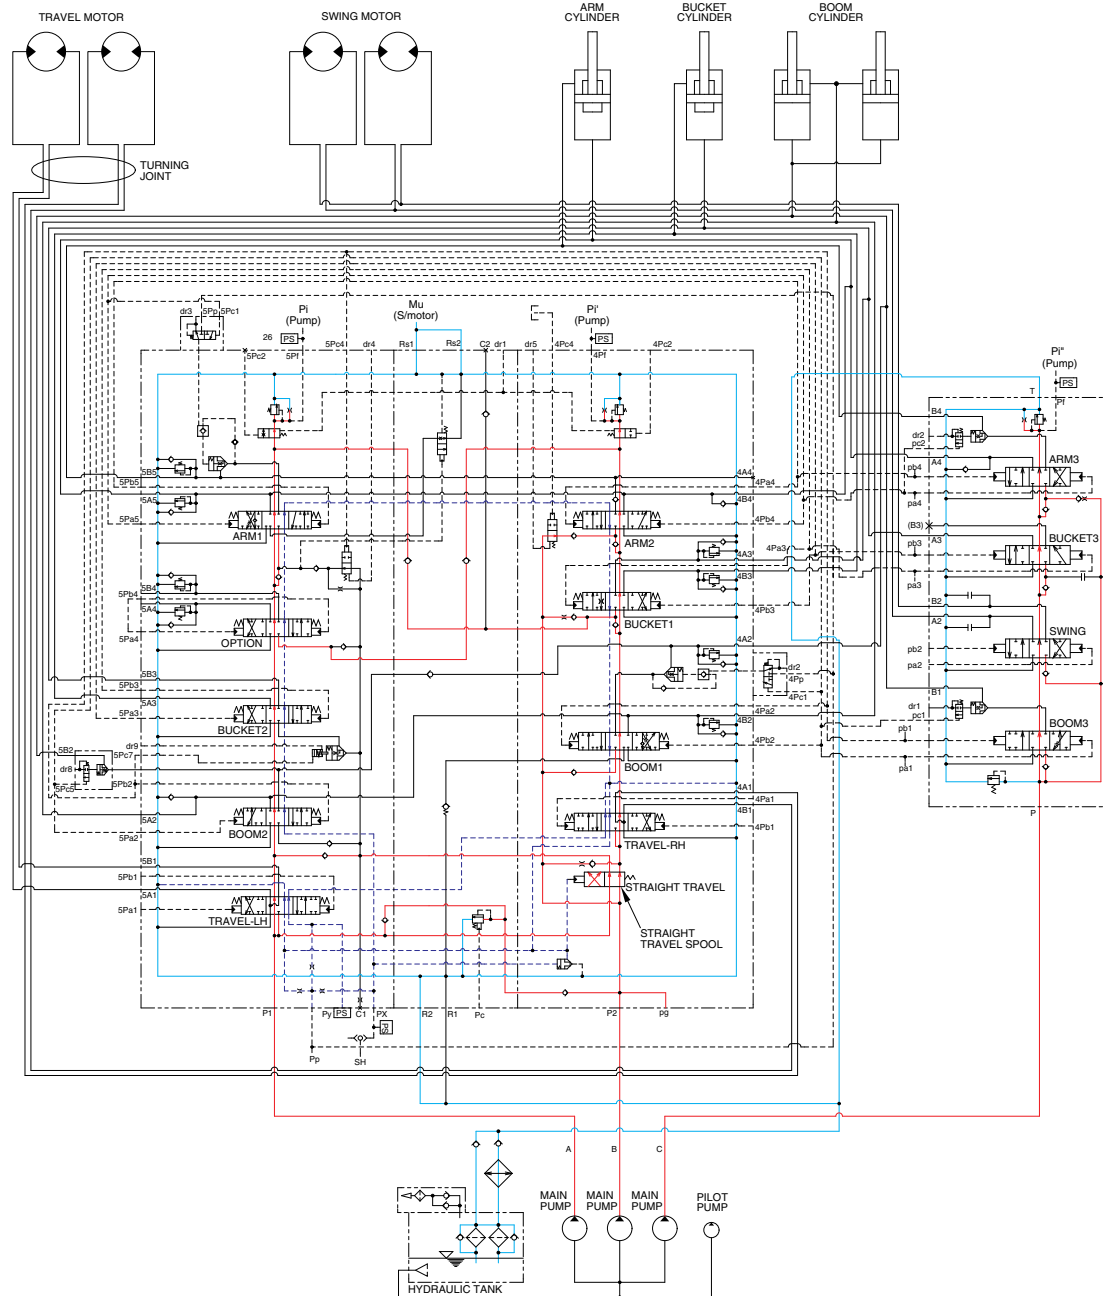 TRAVEL MOTOR
SWING MOTOR
ARM
CYLINDER
BUCKET
CYLINDER
BOOM
CYLINDER
TURNING
JOINT
dr3
5Pp
5Pc1
26
PS
Pi
(Pump)
Mu
(S/motor)
Pi'
(Pump)
PS
Pi"
(Pump)
PS
5Pc2
5Pf
5Pc4
dr4
Rs1
Rs2
C2
dr1
dr5
4Pc4
4Pf
4Pc2
T
Pf
5B5
5Pb5
5A5
5Pa5
ARM1
4A4
4Pa4
4B4
4Pb4
ARM2
B4
dr2
pc2
A4
pb4
pa4
ARM3
(B3)
5B4
5Pb4
5A4
5Pa4
OPTION
4A3
4Pa3
4B3
4Pb3
BUCKET1
A3
pb3
pa3
BUCKET3
B2
A2
pb2
pa2
SWING
5B3
5Pb3
5A3
5Pa3
BUCKET2
4A2
dr2
4Pp
4Pc1
4Pa2
4B2
4Pb2
BOOM1
B1
dr1
pc1
pb1
pa1
BOOM3
dr9
5B2
5Pc7
dr8
5Pc5
5Pb2
5A2
5Pa2
BOOM2
4A1
4Pa1
4B1
4Pb1
TRAVEL-RH
P
5B1
5Pb1
5A1
5Pa1
TRAVEL-LH
STRAIGHT TRAVEL
STRAIGHT
TRAVEL SPOOL
P1
Py
PS
C1
PX
PS
R2
R1
Pc
P2
P9
Pp
SH
A
B
C
MAIN
PUMP
MAIN
PUMP
MAIN
PUMP
PILOT
PUMP
HYDRAULIC TANK